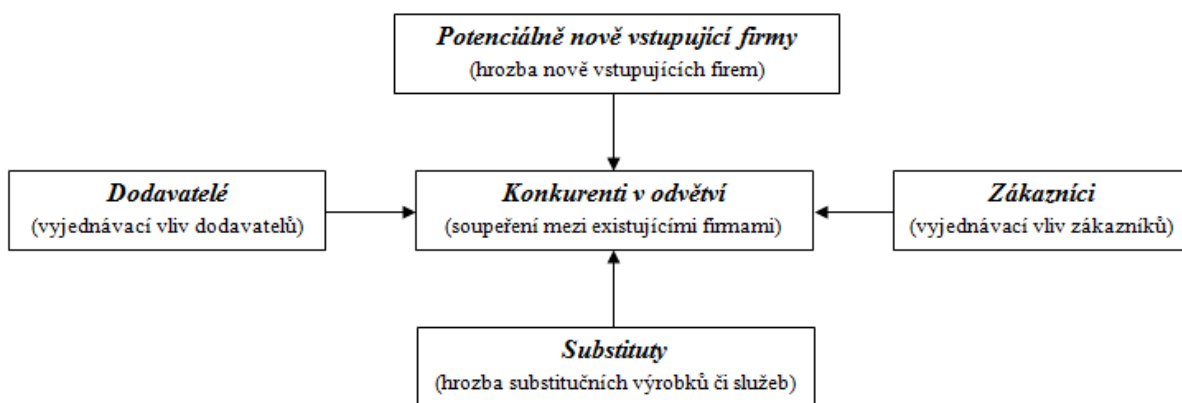 Potenciálně nově vstupující firmy
(hrozba nově vstupujících firem)
Dodavatelé
(vyjednávací vliv dodavatelů)
Konkurenti v odvětví
(soupeření mezi existujícími firmami)
Zákazníci
(vyjednávací vliv zákazníků)
Substituty
(hrozba substitučních výrobků či služeb)